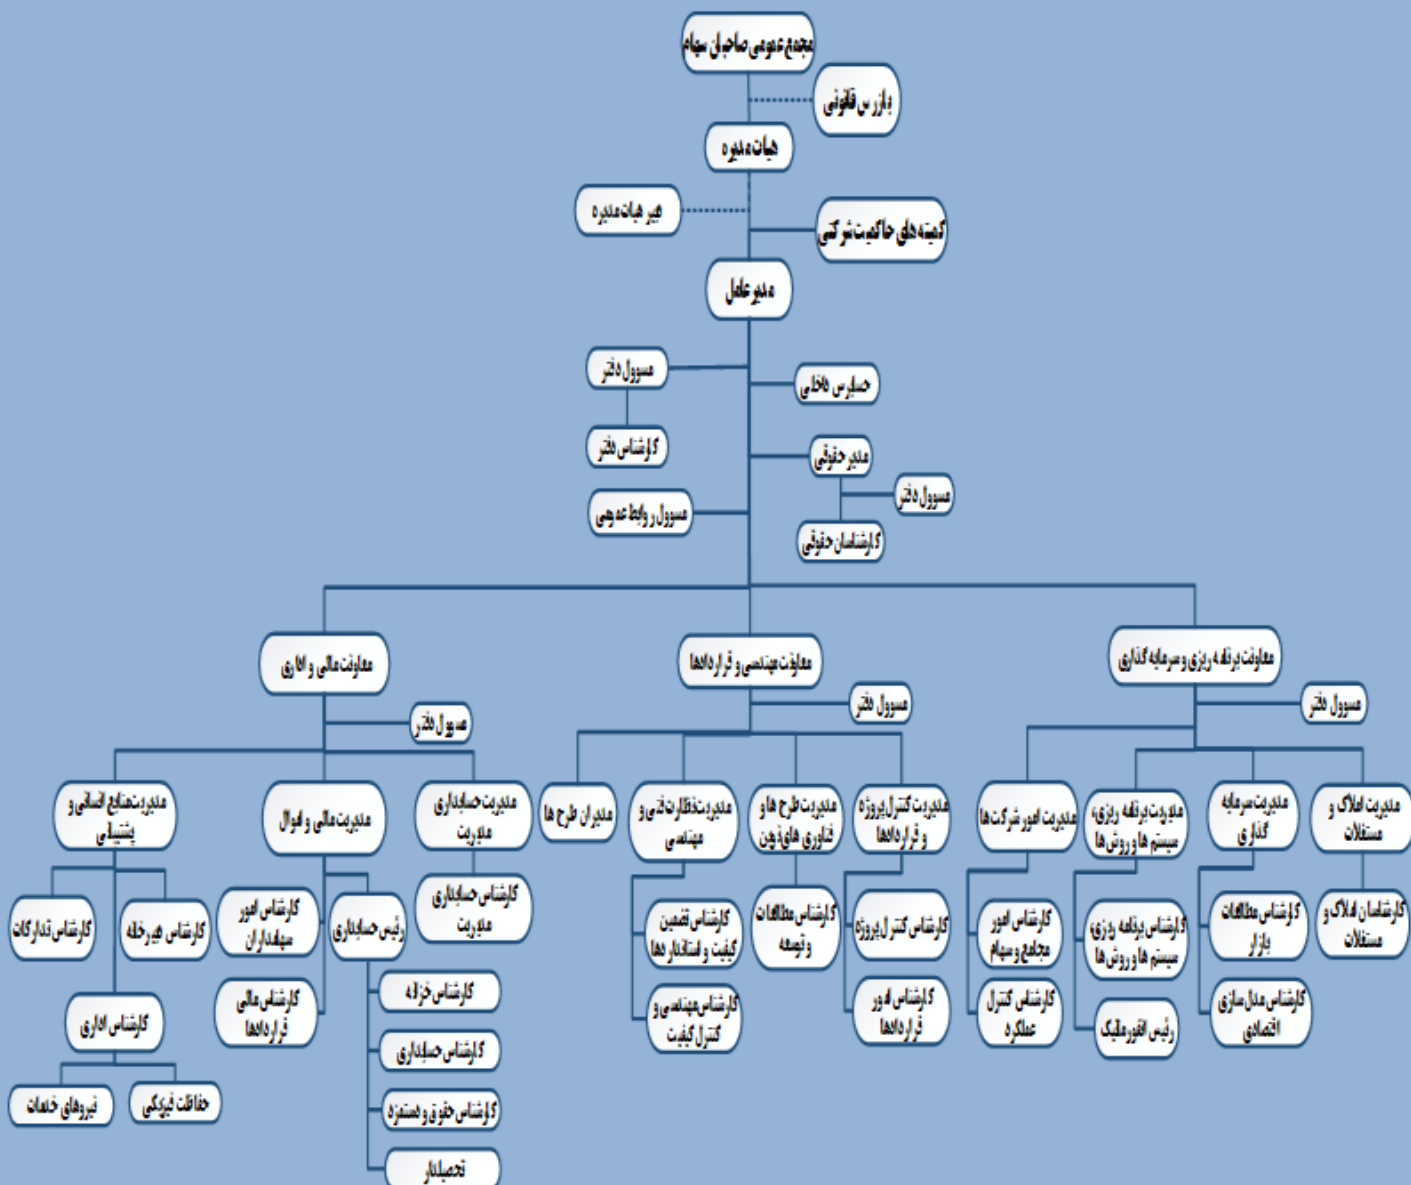 مجمع عمومی صاحبان سهام
بازرس قانونی
هیات مدیره
دبیر هیات مدیره
کمیته های حاکمیت شرکتی
مدیر عامل
مسوول دفتر
حسابرس داخلی
کارشناس دفتر
مدیر حقوقی
مسوول دفتر
مسوول روابط عمومی
کارشناسان حقوقی
معاونت برنامه ریزی و سرمایه گذاری
معاونت مهندسی و قراردادها
معاونت مالی و اداری
مسوول دفتر
مسوول دفتر
مسوول دفتر
مدیریت املاک و
مستغلات
مدیریت سرمایه
گذاری
مدیریت برنامه ریزی،
سیستم ها و روش ها
مدیریت امور شرکت ها
مدیریت کنترل پروژه
و قراردادها
مدیریت طرح ها و
فناوری های نوین
مدیریت نظارت فنی و
مهندسی
مدیران طرح ها
مدیریت حسابداری
مدیریت
مدیریت مالی و اموال
مدیریت منابع انسانی و
پشتیبانی
کارشناسان املاک و
مستغلات
کارشناس مطالعات
بازار
کارشناس برنامه ریزی،
سیستم ها و روش ها
کارشناس امور
مجامع و سهام
کارشناس کنترل پروژه
کارشناس مطالعات
و توسعه
کارشناس تضمین
کیفیت و استاندارد ها
کارشناس حسابداری
مدیریت
رئیس حسابداری
کارشناس امور
سهامداران
کارشناس دبیرخانه
کارشناس تدارکات
کارشناس مدل سازی
اقتصادی
رئیس انفورماتیک
کارشناس کنترل
عملکرد
کارشناس امور
قراردادها
کارشناس مهندسی و
کنترل کیفیت
کارشناس خزانه
کارشناس مالی
قراردادها
کارشناس اداری
کارشناس حسابداری
کارشناس حقوق و دستمزد
حفاظت فیزیکی
نیروهای خدمات
تحصیلدار